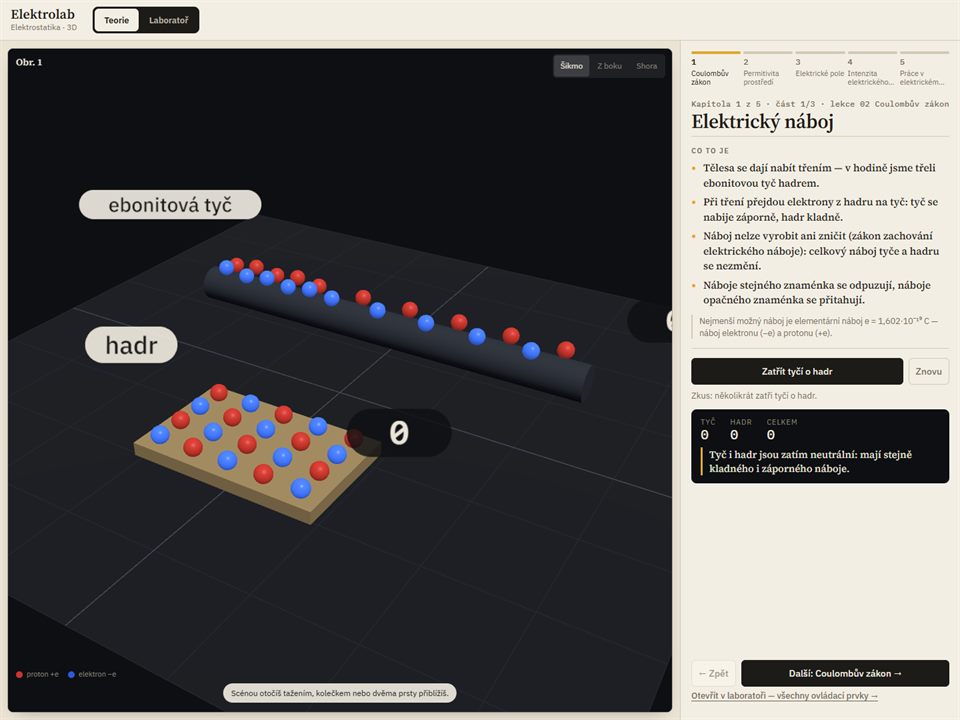 Elektrolab
Elektrostatika · 3D
Teorie
Laboratoř
Obr. 1
Šikmo
Z boku
Shora
ebonitová tyč
hadr
0
proton +e
elektron −e
Scénou otočíš tažením, kolečkem nebo dvěma prsty přiblížíš.
1
Coulombův
zákon
2
Permitivita
prostředí
3
Elektrické pole
4
Intenzita
elektrického…
5
Práce v
elektrickém…
Kapitola 1 z 5 · část 1/3 · lekce 02 Coulombův zákon
Elektrický náboj
CO TO JE
• Tělesa se dají nabít třením — v hodině jsme třeli
ebonitovou tyč hadrem.
• Při tření přejdou elektrony z hadru na tyč: tyč se
nabije záporně, hadr kladně.
• Náboj nelze vyrobit ani zničit (zákon zachování
elektrického náboje): celkový náboj tyče a hadru
se nezmění.
• Náboje stejného znaménka se odpuzují, náboje
opačného znaménka se přitahují.
Nejmenší možný náboj je elementární náboj e = 1,602·10⁻¹⁹ C —
náboj elektronu (−e) a protonu (+e).
Zatřít tyčí o hadr
Znovu
Zkus: několikrát zatři tyčí o hadr.
TYČ HADR CELKEM
0 0 0
Tyč i hadr jsou zatím neutrální: mají stejně
kladného i záporného náboje.
← Zpět
Další: Coulombův zákon →
Otevřít v laboratoři — všechny ovládací prvky →